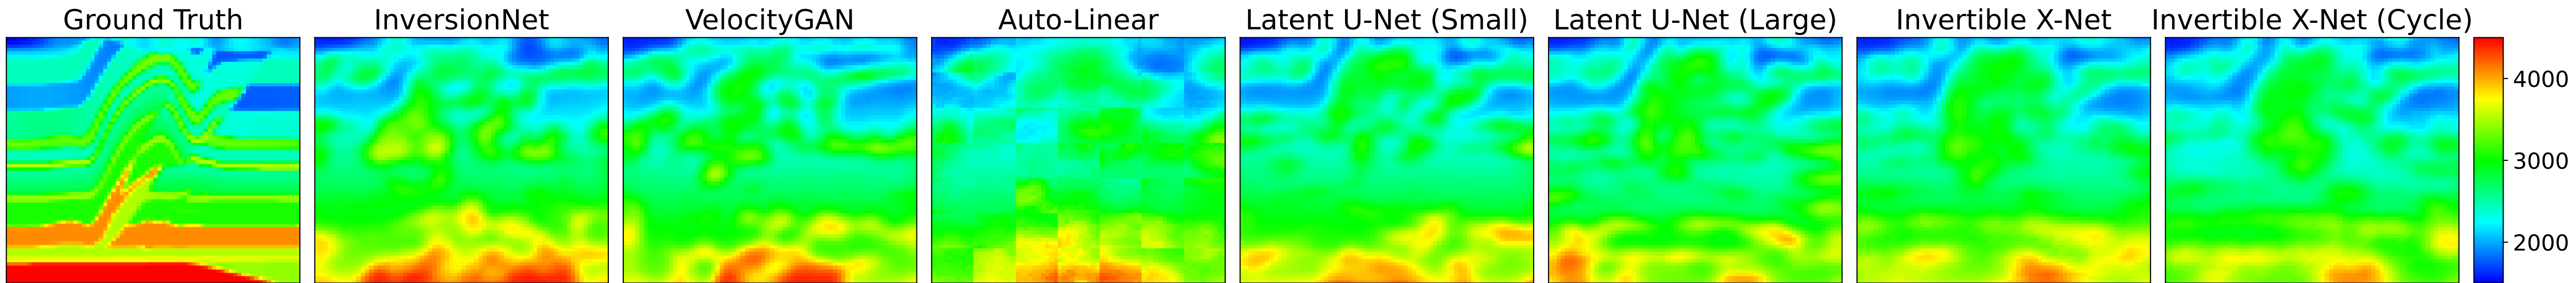 Ground Truth
InversionNet
VelocityGAN
Auto-Linear
Latent U-Net (Small)
Latent U-Net (Large)
Invertible X-Net
Invertible X-Net (Cycle)
4000
3000
2000